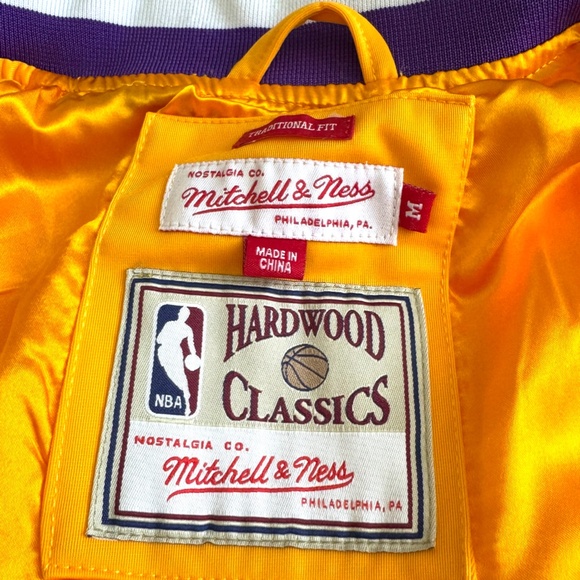 TRADITIONAL FIT
NOSTALGIA CO.
Mitchell & Ness
PHILADELPHIA, PA.
M
MADE IN
CHINA
HARDWOOD
CLASSICS
NBA
NOSTALGIA CO.
Mitchell & Ness
PHILADELPHIA, PA